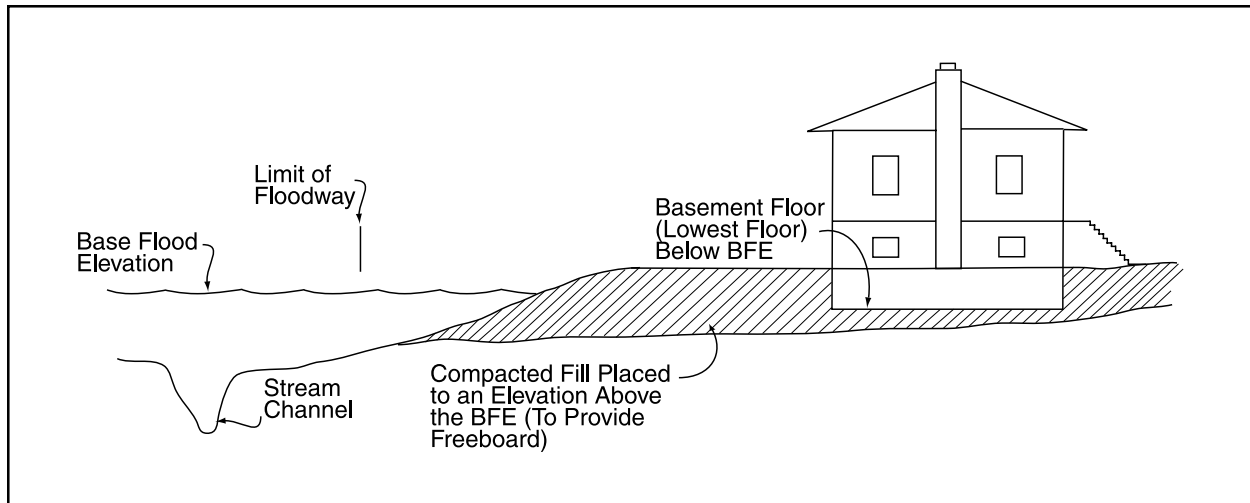 Limit of
Floodway
Base Flood
Elevation
Basement Floor
(Lowest Floor)
Below BFE
Stream
Channel
Compacted Fill Placed
to an Elevation Above
the BFE (To Provide
Freeboard)